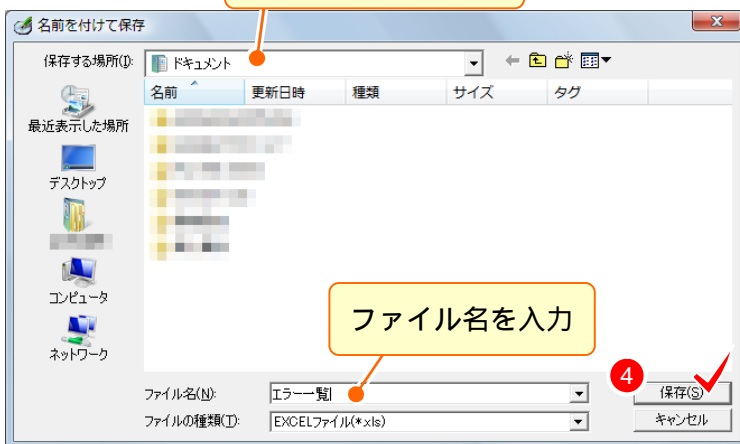 名前を付けて保存
保存する場所(I):
ドキュメント
名前 更新日時 種類 サイズ タグ
最近表示した場所
デスクトップ
コンピュータ
ネットワーク
ファイル名を入力
4
ファイル名(N):
エラー一覧
保存(S)
ファイルの種類(T):
EXCELファイル(*.xls)
キャンセル